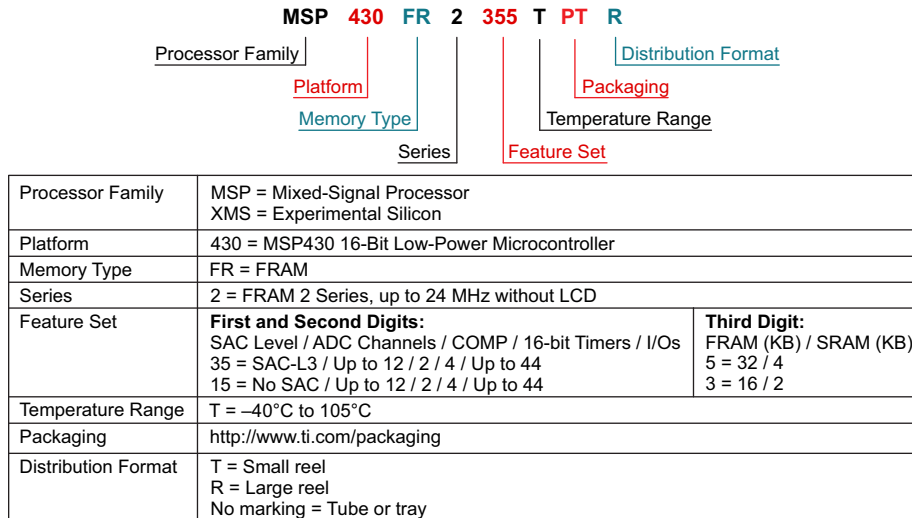 MSP 430 FR 2 355 T PT R
Processor Family
Distribution Format
Platform
Packaging
Memory Type
Temperature Range
Series
Feature Set
Processor Family
MSP = Mixed-Signal Processor
XMS = Experimental Silicon
Platform
430 = MSP430 16-Bit Low-Power Microcontroller
Memory Type
FR = FRAM
Series
2 = FRAM 2 Series, up to 24 MHz without LCD
Feature Set
First and Second Digits:
SAC Level / ADC Channels / COMP / 16-bit Timers / I/Os
35 = SAC-L3 / Up to 12 / 2 / 4 / Up to 44
15 = No SAC / Up to 12 / 2 / 4 / Up to 44
Third Digit:
FRAM (KB) / SRAM (KB)
5 = 32 / 4
3 = 16 / 2
Temperature Range
T = –40°C to 105°C
Packaging
http://www.ti.com/packaging
Distribution Format
T = Small reel
R = Large reel
No marking = Tube or tray